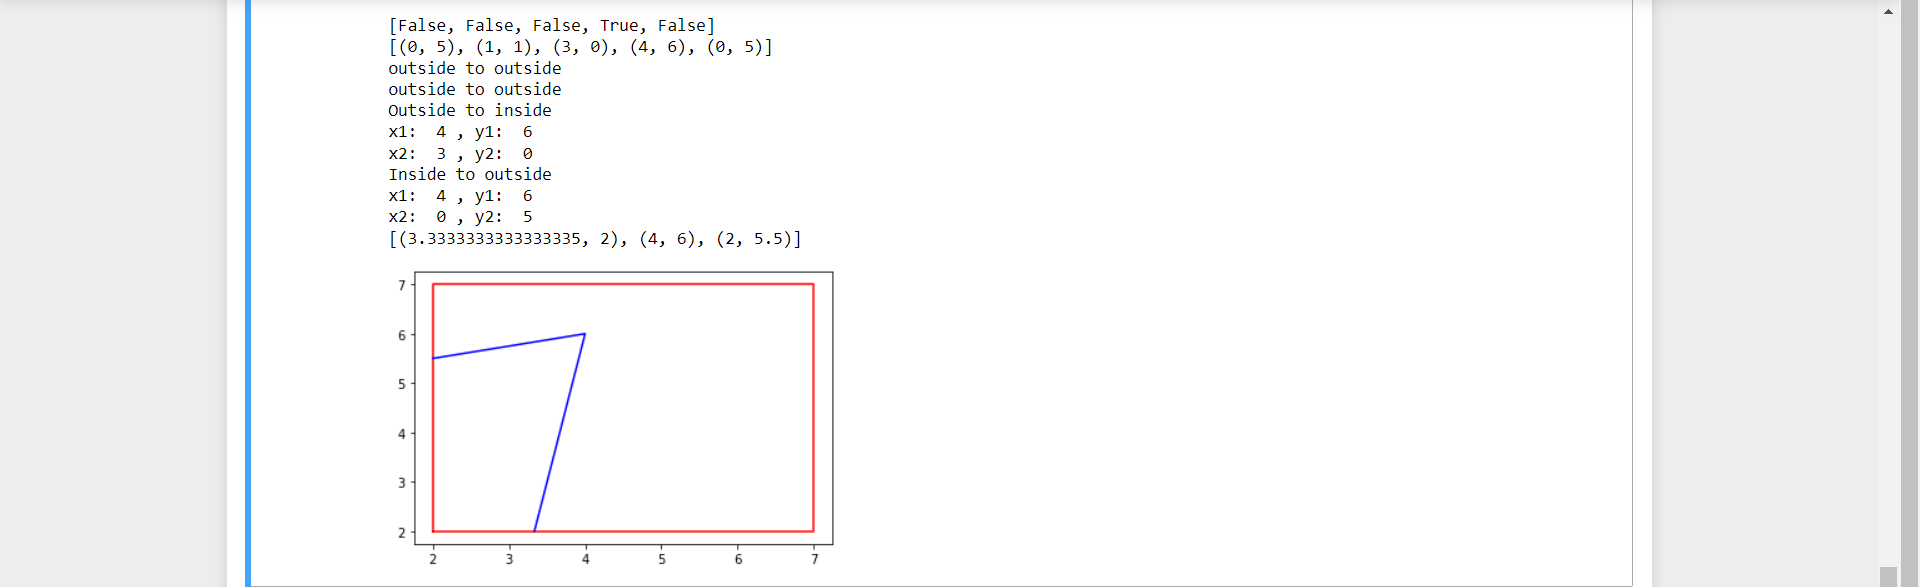 [False, False, False, True, False]
[(0, 5), (1, 1), (3, 0), (4, 6), (0, 5)]
outside to outside
outside to outside
Outside to inside
x1:  4 , y1:  6
x2:  3 , y2:  0
Inside to outside
x1:  4 , y1:  6
x2:  0 , y2:  5
[(3.3333333333333335, 2), (4, 6), (2, 5.5)]
7
6
5
4
3
2
2 3 4 5 6 7